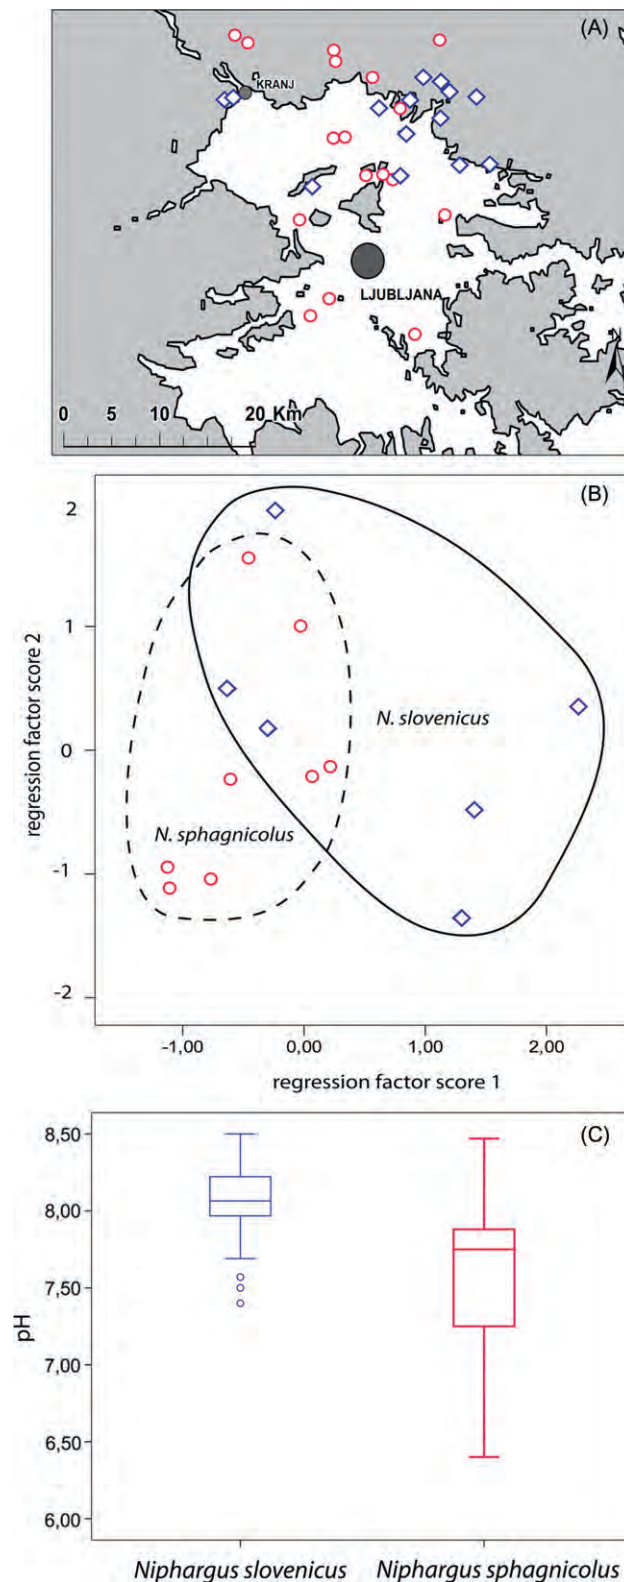 (A)
KRANJ
LJUBLJANA
0 5 10 20 Km
(B)
2
1
0
-1
-2
regression factor score 2
N. slovenicus
N. sphagnicolus
-1,00 0,00 1,00 2,00
regression factor score 1
(C)
8,50
8,00
7,50
7,00
6,50
6,00
pH
Niphargus slovenicus Niphargus sphagnicolus